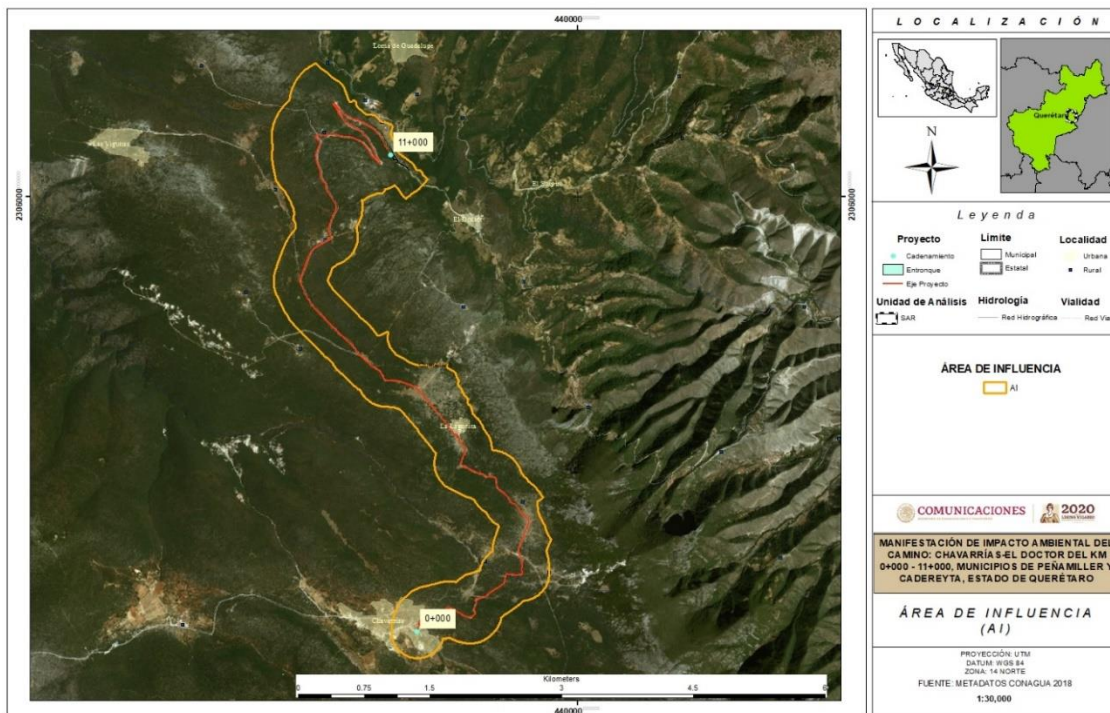 440000
2306000
Chavarrías
0+000
11+000
Kilometers
0 0.75 1.5 3 4.5 6
440000
2306000
LOCALIZACIÓN
Querétaro
N
Leyenda
Proyecto
Cadenamiento
Entronque
Eje Proyecto
Límite
Municipal
Estatal
Localidad
Urbana
Rural
Unidad de Análisis
SAR
Hidrología
Red Hidrográfica
Vialidad
ÁREA DE INFLUENCIA
AI
COMUNICACIONES
2020
MANIFESTACIÓN DE IMPACTO AMBIENTAL DEL
CAMINO: CHAVARRÍAS-EL DOCTOR DEL KM
0+000 - 11+000, MUNICIPIOS DE PEÑAMILLER Y
CADEREYTA, ESTADO DE QUERÉTARO
ÁREA DE INFLUENCIA
(AI)
PROYECCIÓN: UTM
DATUM: WGS 84
ZONA: 14 NORTE
FUENTE: METADATOS CONAGUA 2018
1:30,000